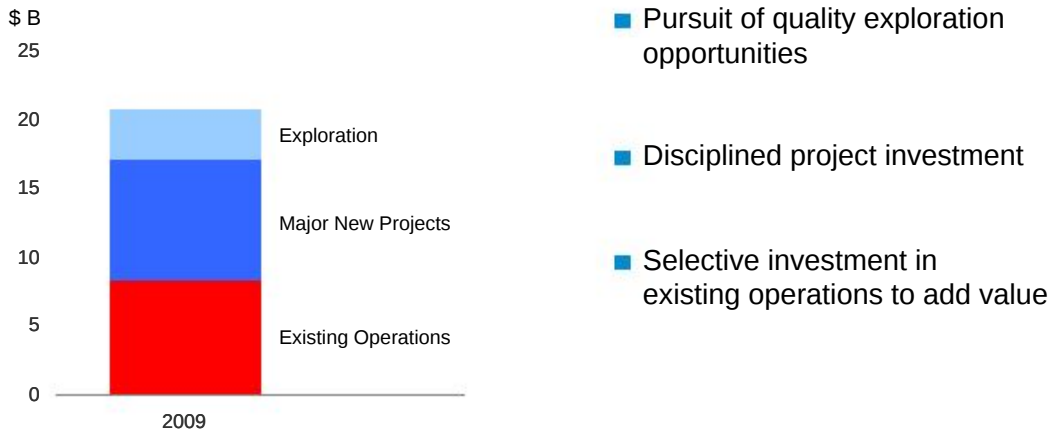 $ B
25
20
15
10
5
0
Exploration
Major New Projects
Existing Operations
2009
Pursuit of quality exploration
opportunities
Disciplined project investment
Selective investment in
existing operations to add value